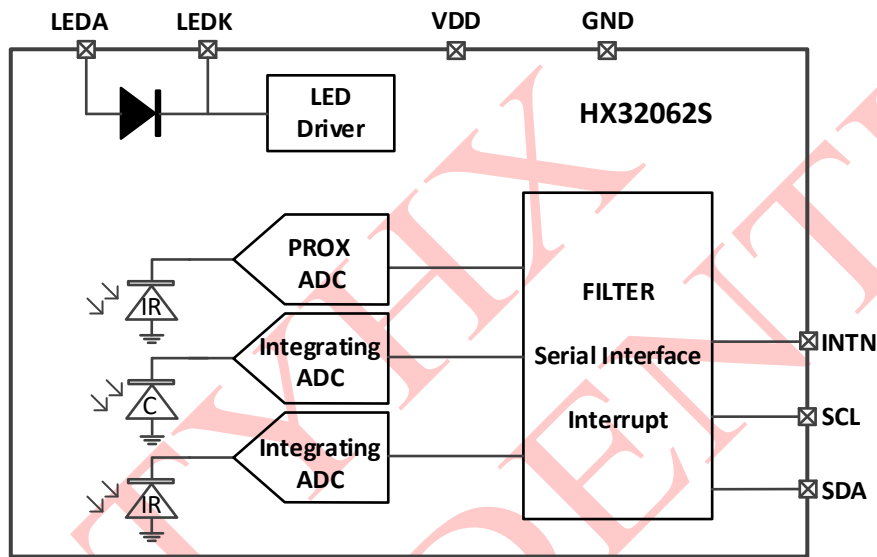 LEDA LEDK VDD GND
LED
Driver
HX32062S
PROX
ADC
IR
FILTER
Integrating
ADC
C
Serial Interface
INTN
Interrupt
SCL
Integrating
ADC
IR
SDA
TYHX